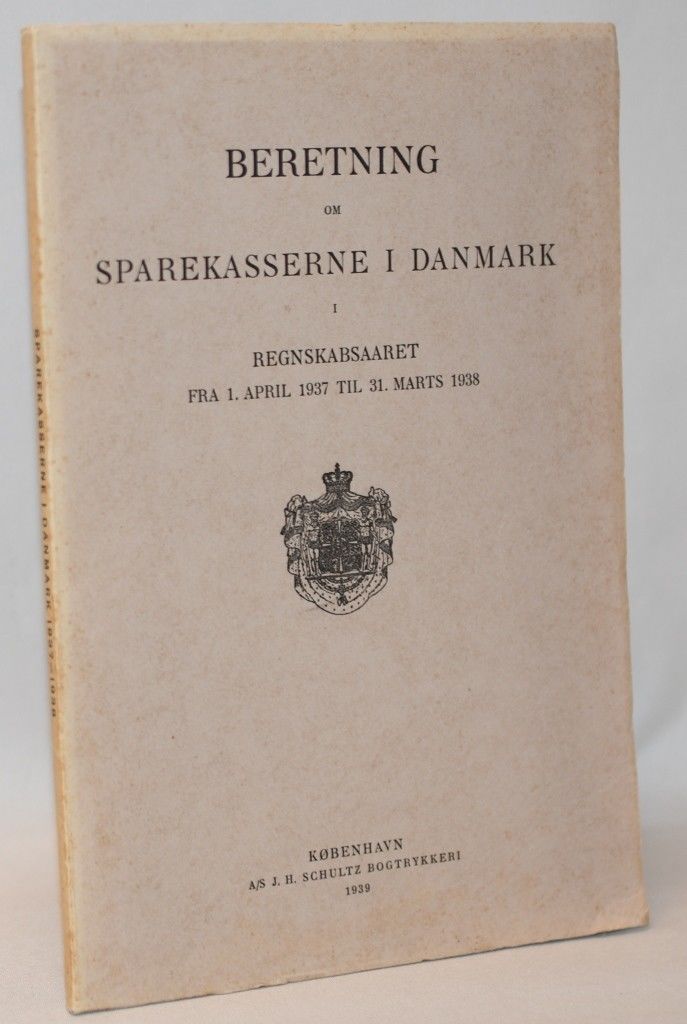 BERETNING
OM
SPAREKASSERNE I DANMARK
I
REGNSKABSAARET
FRA 1. APRIL 1937 TIL 31. MARTS 1938
KØBENHAVN
A/S J. H. SCHULTZ BOGTRYKKERI
1939
SPAREKASSERNE I DANMARK 1937-1938